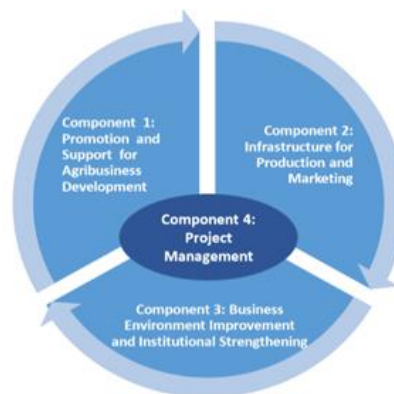 Component 1:
Promotion and
Support for
Agribusiness
Development
Component 2:
Infrastructure for
Production and
Marketing
Component 4:
Project
Management
Component 3: Business
Environment Improvement
and Institutional Strengthening